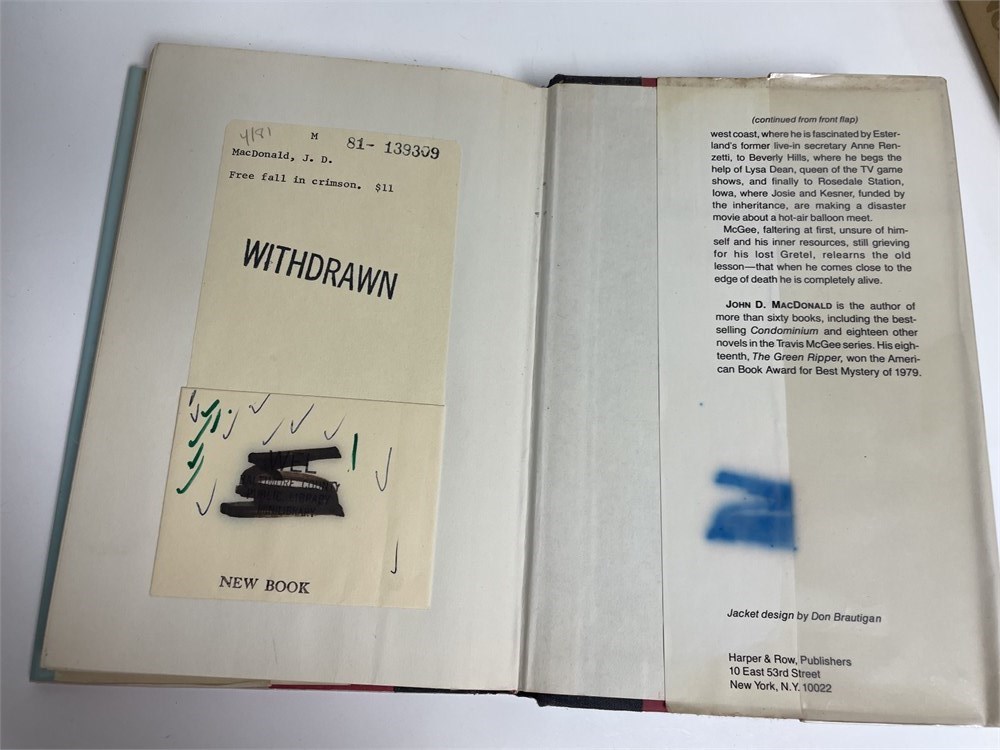 4/81
M 81- 139309
MacDonald, J. D.
Free fall in crimson. $11
WITHDRAWN
COUNTY
LIBRARY
NEW BOOK
(continued from front flap)
west coast, where he is fascinated by Ester-
land's former live-in secretary Anne Ren-
zetti, to Beverly Hills, where he begs the
help of Lysa Dean, queen of the TV game
shows, and finally to Rosedale Station,
Iowa, where Josie and Kesner, funded by
the inheritance, are making a disaster
movie about a hot-air balloon meet.
McGee, faltering at first, unsure of him-
self and his inner resources, still grieving
for his lost Gretel, relearns the old
lesson—that when he comes close to the
edge of death he is completely alive.
JOHN D. MACDONALD is the author of
more than sixty books, including the best-
selling Condominium and eighteen other
novels in the Travis McGee series. His eigh-
teenth, The Green Ripper, won the Ameri-
can Book Award for Best Mystery of 1979.
Jacket design by Don Brautigan
Harper & Row, Publishers
10 East 53rd Street
New York, N.Y. 10022